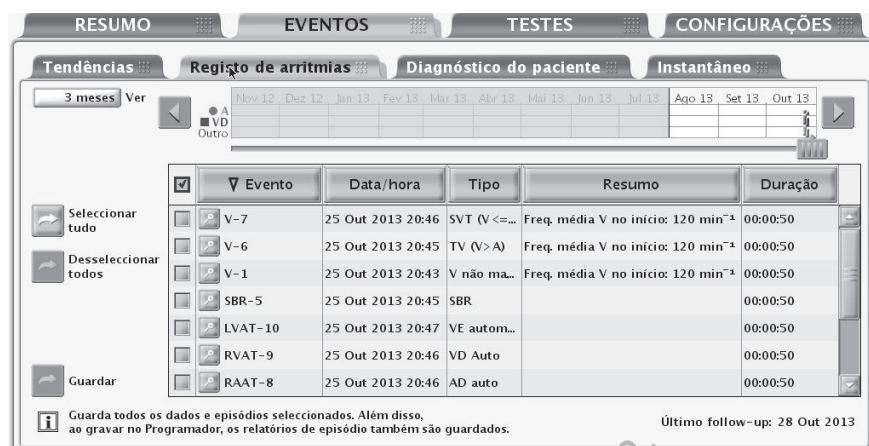 RESUMO EVENTOS TESTES CONFIGURAÇÕES
Tendências Registo de arritmias Diagnóstico do paciente Instantâneo
3 meses Ver
Nov 12 Dez 12 Jan 13 Fev 13 Mar 13 Abr 13 Mai 13 Jun 13 Jul 13 Ago 13 Set 13 Out 13
A
VD
Outro
Evento Data/hora Tipo Resumo Duração
Seleccionar tudo
Desseleccionar todos
Guardar
V-7 25 Out 2013 20:46 SVT (V<=... Freq. média V no início: 120 min⁻¹ 00:00:50
V-6 25 Out 2013 20:45 TV (V>A) Freq. média V no início: 120 min⁻¹ 00:00:50
V-1 25 Out 2013 20:43 V não ma... Freq. média V no início: 120 min⁻¹ 00:00:50
SBR-5 25 Out 2013 20:45 SBR 00:00:50
LVAT-10 25 Out 2013 20:47 VE autom... 00:00:50
RVAT-9 25 Out 2013 20:46 VD Auto 00:00:50
RAAT-8 25 Out 2013 20:46 AD auto 00:00:50
i
Guarda todos os dados e episódios seleccionados. Além disso,
ao gravar no Programador, os relatórios de episódio também são guardados.
Último follow-up: 28 Out 2013